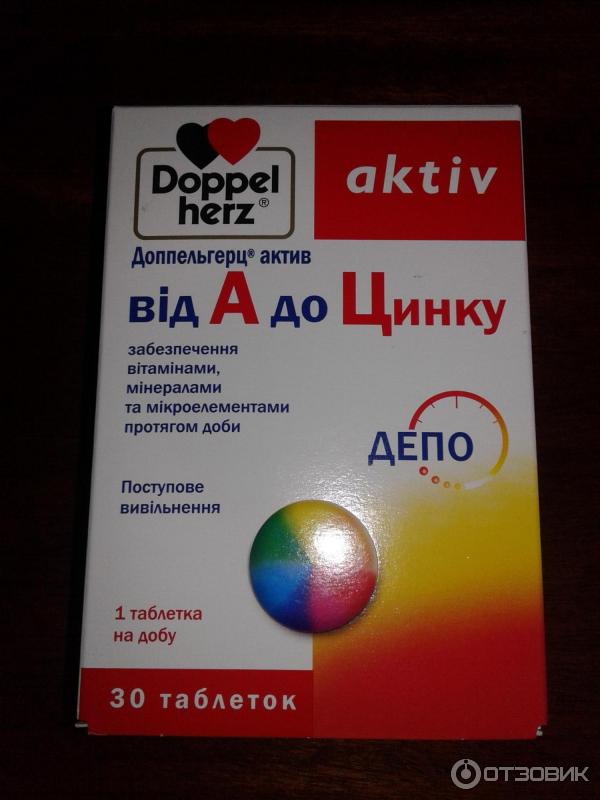 Doppel
herz®
aktiv
Доппельгерц® актив
від А до Цинку
забезпечення
вітамінами,
мінералами
та мікроелементами
протягом доби
ДЕПО
Поступове
вивільнення
1 таблетка
на добу
30 таблеток
ОТЗОВИК